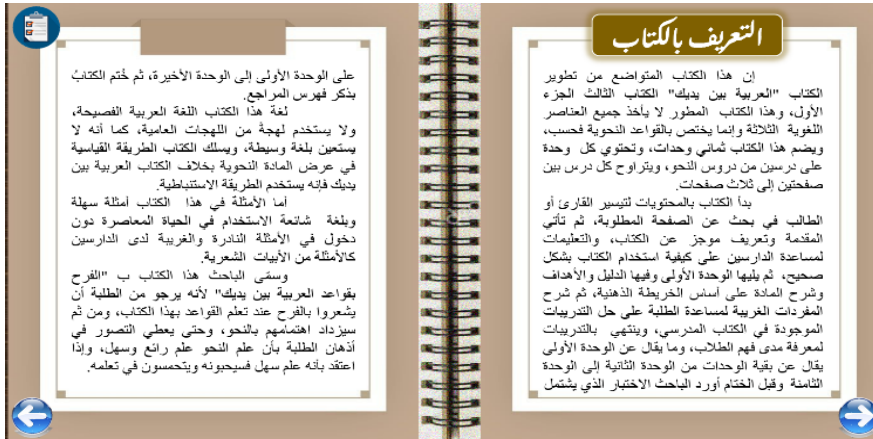 التعريف بالكتاب
إن هذا الكتاب المتواضع من تطوير
الكتاب "العربية بين يديك" الكتاب الثالث الجزء
الأول، وهذا الكتاب المطور لا يأخذ جميع العناصر
اللغوية الثلاثة وإنما يختص بالقواعد النحوية فحسب،
ويضم هذا الكتاب ثماني وحدات، وتحتوي كل وحدة
على درسين من دروس النحو، ويتراوح كل درس بين
صفحتين إلى ثلاث صفحات.
بدأ الكتاب بالمحتويات لتيسير القارئ أو
الطالب في بحث عن الصفحة المطلوبة، ثم تأتي
المقدمة وتعريف موجز عن الكتاب، والتعليمات
لمساعدة الدارسين على كيفية استخدام الكتاب بشكل
صحيح، ثم يليها الوحدة الأولى وفيها الدليل والأهداف
وشرح المادة على أساس الخريطة الذهنية، ثم شرح
المفردات الغريبة لمساعدة الطلبة على حل التدريبات
الموجودة في الكتاب المدرسي، وينتهي بالتدريبات
لمعرفة مدى فهم الطلاب، وما يقال عن الوحدة الأولى
يقال عن بقية الوحدات من الوحدة الثانية إلى الوحدة
الثامنة وقبل الختام أورد الباحث الاختبار الذي يشتمل
على الوحدة الأولى إلى الوحدة الأخيرة، ثم خُتم الكتابُ
بذكر فهرس المراجع.
لغة هذا الكتاب اللغة العربية الفصيحة،
ولا يستخدم لهجةً من اللهجات العامية، كما أنه لا
يستعين بلغة وسيطة، ويسلك الكتاب الطريقة القياسية
في عرض المادة النحوية بخلاف الكتاب العربية بين
يديك فإنه يستخدم الطريقة الاستنباطية.
أما الأمثلة في هذا الكتاب أمثلة سهلة
وبلغة شائعة الاستخدام في الحياة المعاصرة دون
دخول في الأمثلة النادرة والغريبة لدى الدارسين
كالأمثلة من الأبيات الشعرية.
وسمّى الباحث هذا الكتاب ب "الفرح
بقواعد العربية بين يديك" لأنه يرجو من الطلبة أن
يشعروا بالفرح عند تعلم القواعد بهذا الكتاب، ومن ثم
سيزداد اهتمامهم بالنحو، وحتى يعطي التصور في
أذهان الطلبة بأن علم النحو علم رائع وسهل، وإذا
اعتقد بأنه علم سهل فسيحبونه ويتحمسون في تعلمه.